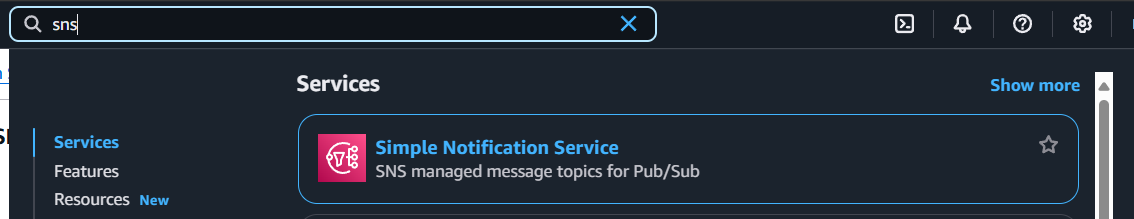 sns
Services
Show more
Services
Features
Resources New
Simple Notification Service
SNS managed message topics for Pub/Sub